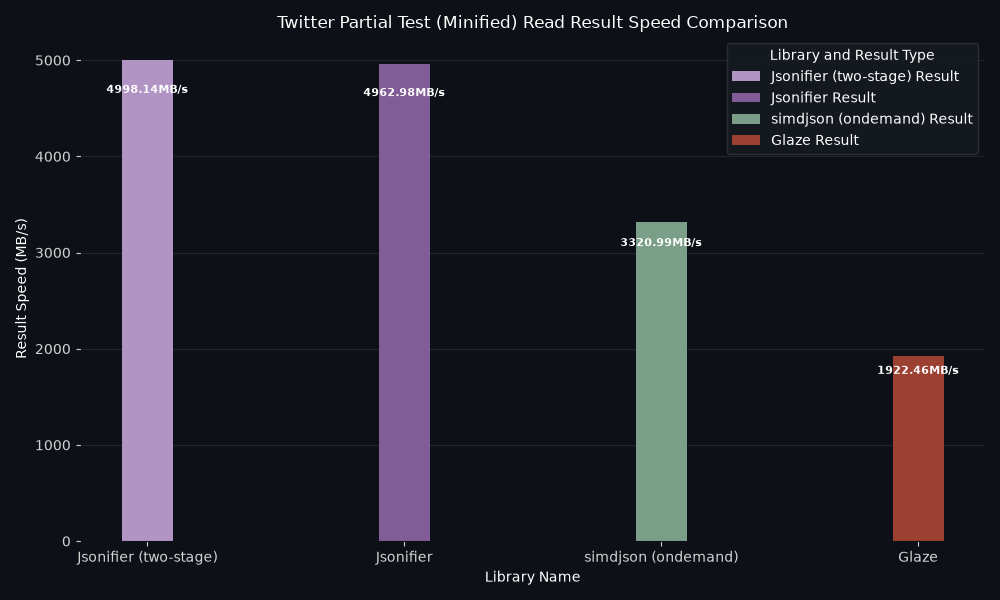 Twitter Partial Test (Minified) Read Result Speed Comparison
Library and Result Type
Jsonifier (two-stage) Result
Jsonifier Result
simdjson (ondemand) Result
Glaze Result
Result Speed (MB/s)
5000
4000
3000
2000
1000
0
4998.14MB/s
4962.98MB/s
3320.99MB/s
1922.46MB/s
Jsonifier (two-stage)
Jsonifier
simdjson (ondemand)
Glaze
Library Name